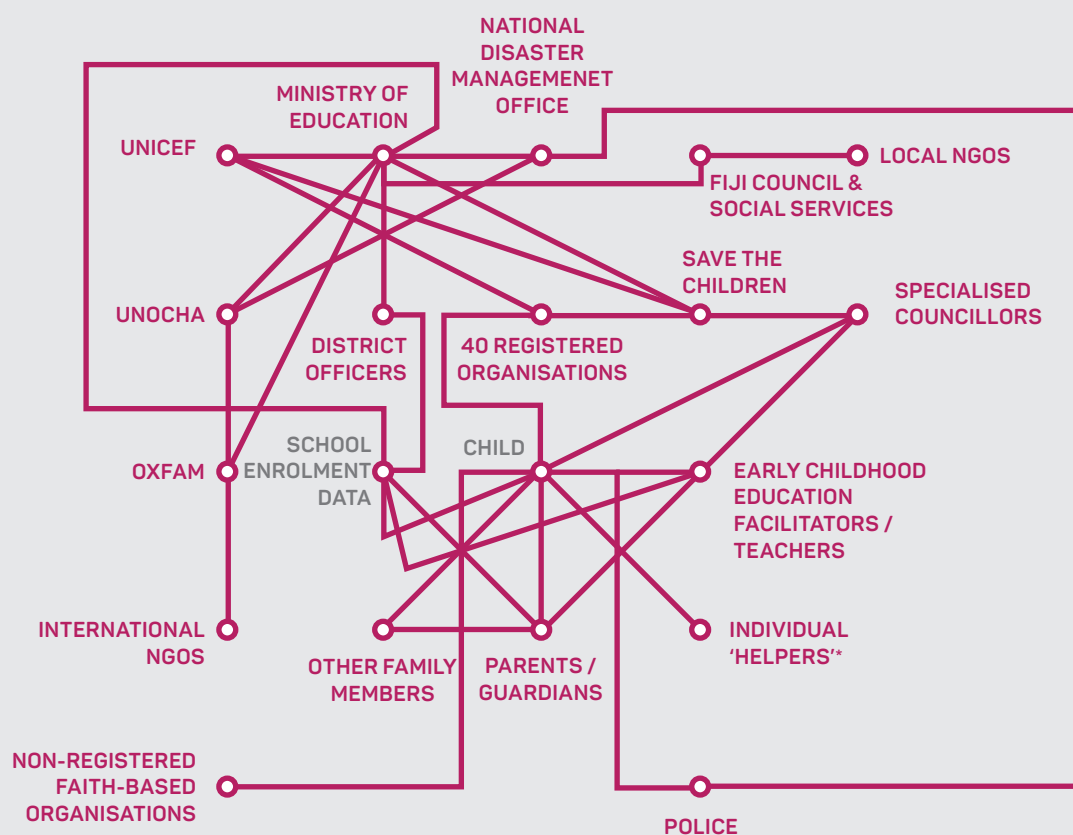 NATIONAL
DISASTER
MANAGEMENET
OFFICE
MINISTRY OF
EDUCATION
UNICEF
LOCAL NGOS
FIJI COUNCIL &
SOCIAL SERVICES
SAVE THE
CHILDREN
SPECIALISED
COUNCILLORS
UNOCHA
DISTRICT
OFFICERS
40 REGISTERED
ORGANISATIONS
SCHOOL
ENROLMENT
DATA
CHILD
OXFAM
EARLY CHILDHOOD
EDUCATION
FACILITATORS /
TEACHERS
INTERNATIONAL
NGOS
OTHER FAMILY
MEMBERS
PARENTS /
GUARDIANS
INDIVIDUAL
‘HELPERS’*
NON-REGISTERED
FAITH-BASED
ORGANISATIONS
POLICE